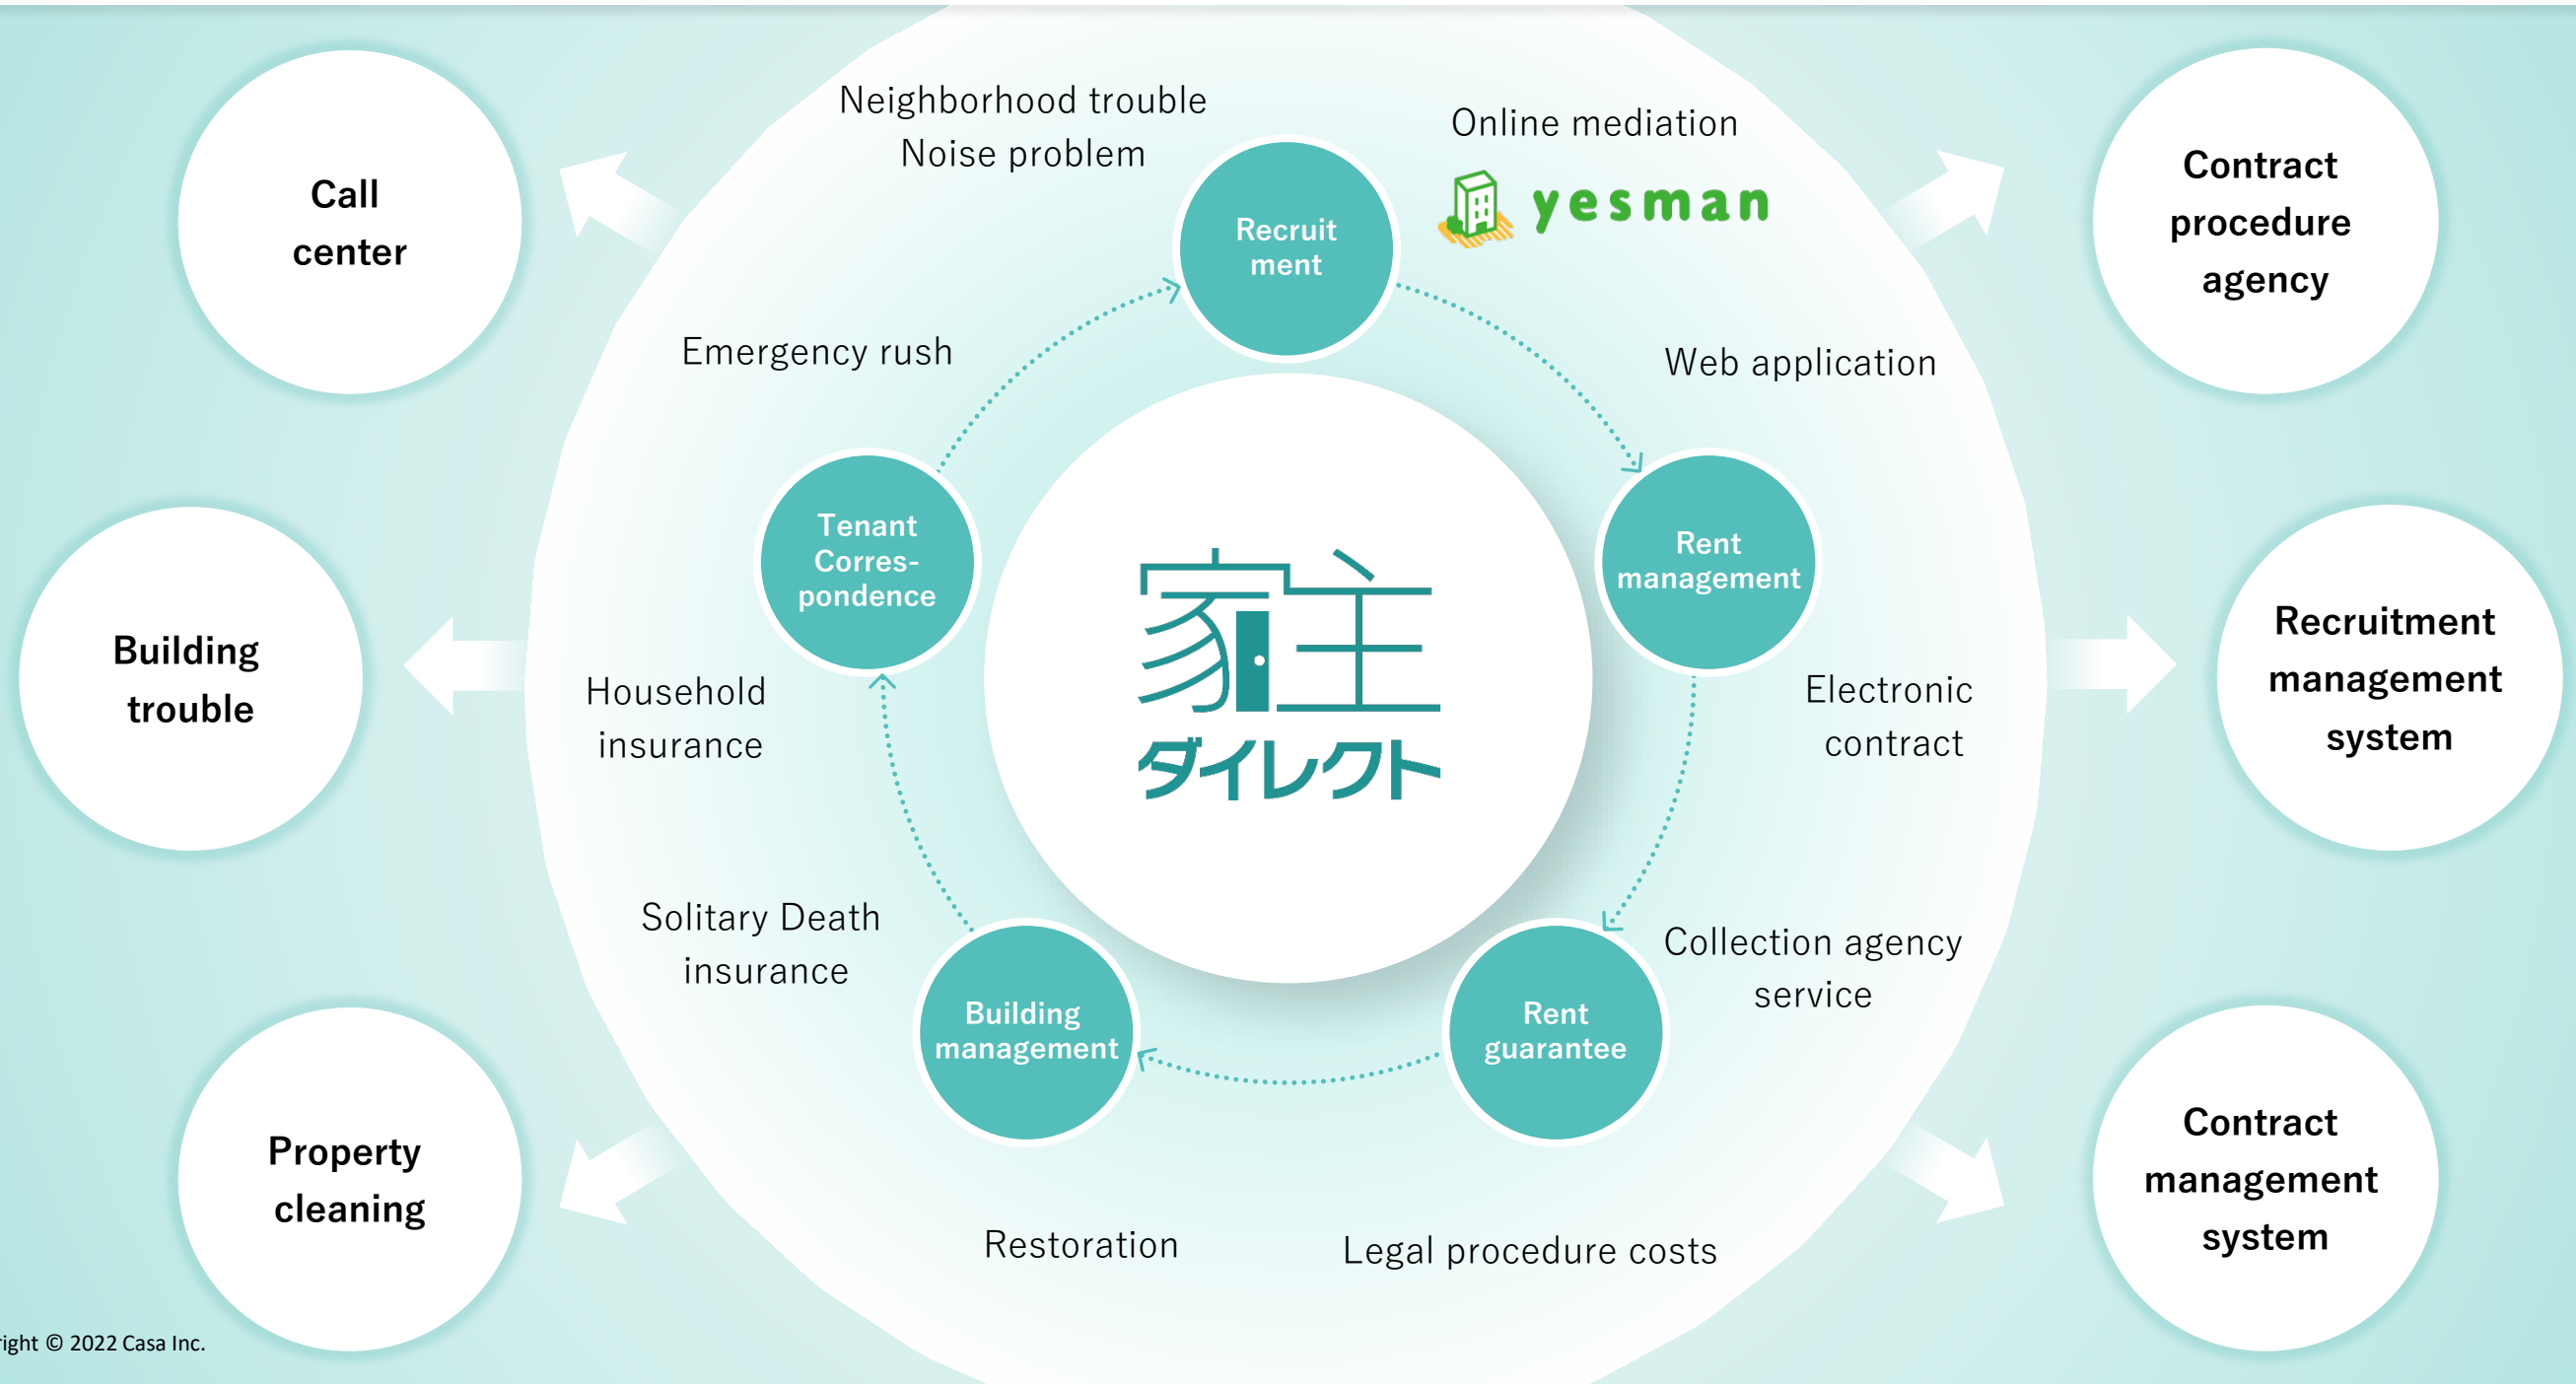 Call
center
Building
trouble
Property
cleaning
Neighborhood trouble
Noise problem
Online mediation
yesman
Recruit
ment
Emergency rush
Web application
Tenant
Corres-
pondence
Rent
management
家主
ダイレクト
Household
insurance
Electronic
contract
Solitary Death
insurance
Collection agency
service
Building
management
Rent
guarantee
Restoration
Legal procedure costs
Contract
procedure
agency
Recruitment
management
system
Contract
management
system
right © 2022 Casa Inc.